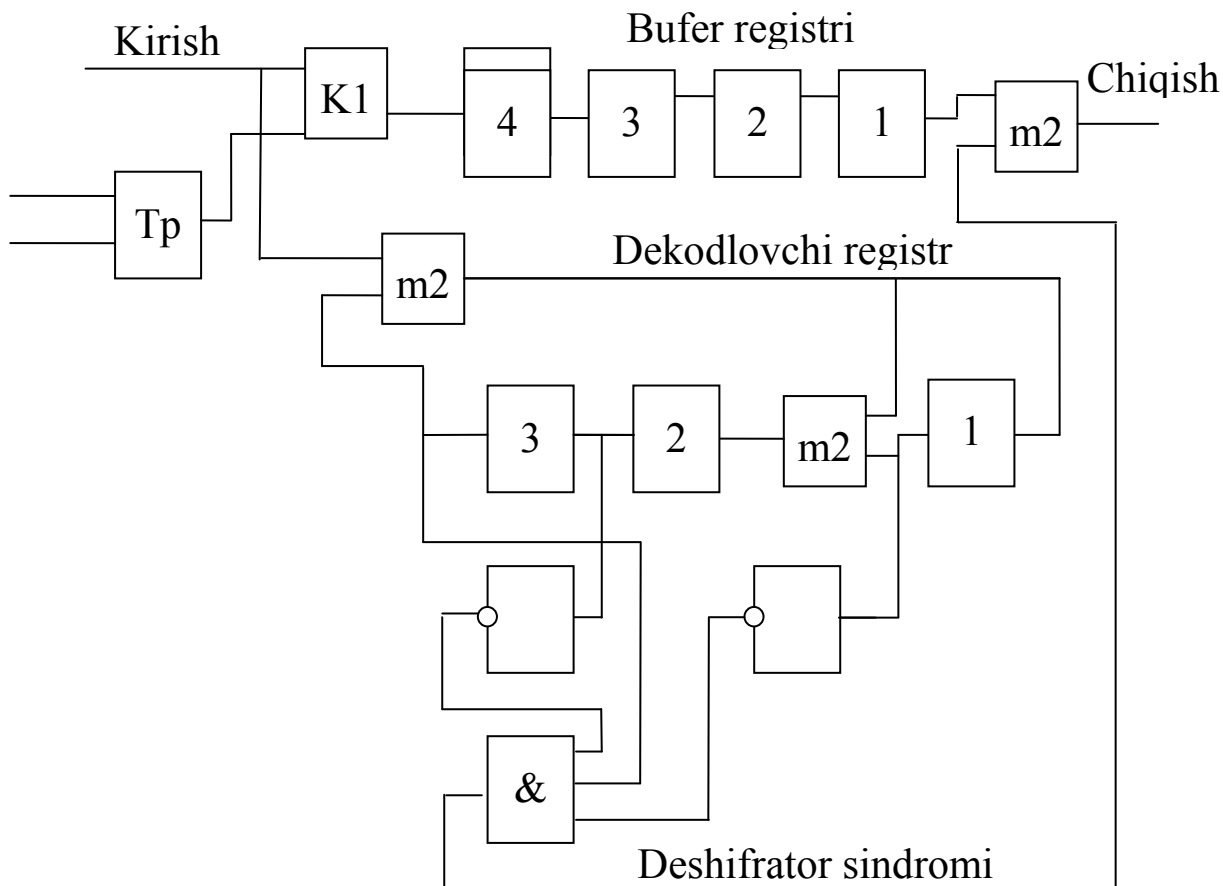 Bufer registri
Kirish
Chiqish
K1
4
3
2
1
m2
Tp
Dekodlovchi registr
m2
3
2
m2
1
&
Deshifrator sindromi